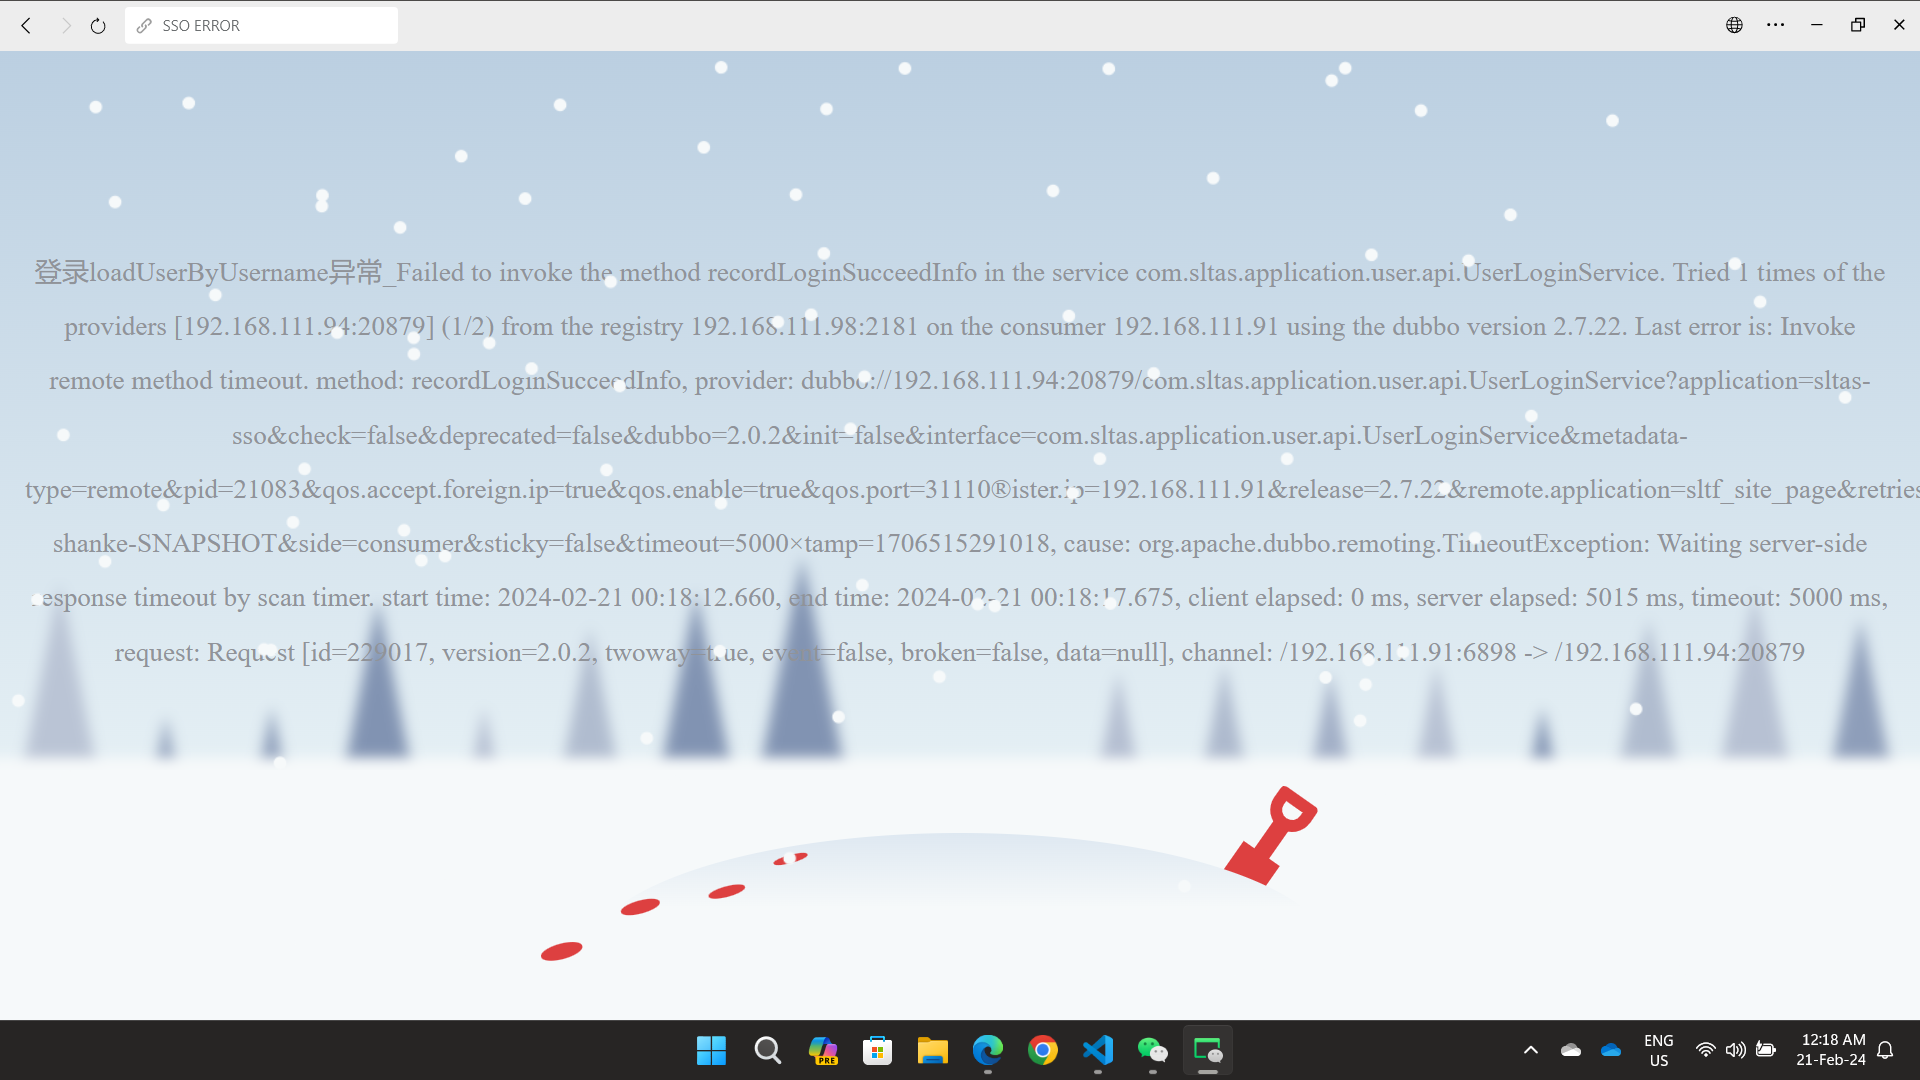 SSO ERROR
登录loadUserByUsername异常_Failed to invoke the method recordLoginSucceedInfo in the service com.sltas.application.user.api.UserLoginService. Tried 1 times of the
providers [192.168.111.94:20879] (1/2) from the registry 192.168.111.98:2181 on the consumer 192.168.111.91 using the dubbo version 2.7.22. Last error is: Invoke
remote method timeout. method: recordLoginSucceedInfo, provider: dubbo://192.168.111.94:20879/com.sltas.application.user.api.UserLoginService?application=sltas-
sso&check=false&deprecated=false&dubbo=2.0.2&init=false&interface=com.sltas.application.user.api.UserLoginService&metadata-
type=remote&pid=21083&qos.accept.foreign.ip=true&qos.enable=true&qos.port=31110®ister.ip=192.168.111.91&release=2.7.22&remote.application=sltf_site_page&retries
shanke-SNAPSHOT&side=consumer&sticky=false&timeout=5000×tamp=1706515291018, cause: org.apache.dubbo.remoting.TimeoutException: Waiting server-side
response timeout by scan timer. start time: 2024-02-21 00:18:12.660, end time: 2024-02-21 00:18:17.675, client elapsed: 0 ms, server elapsed: 5015 ms, timeout: 5000 ms,
request: Request [id=229017, version=2.0.2, twoway=true, event=false, broken=false, data=null], channel: /192.168.111.91:6898 -> /192.168.111.94:20879
PRE
ENG
US
12:18 AM
21-Feb-24